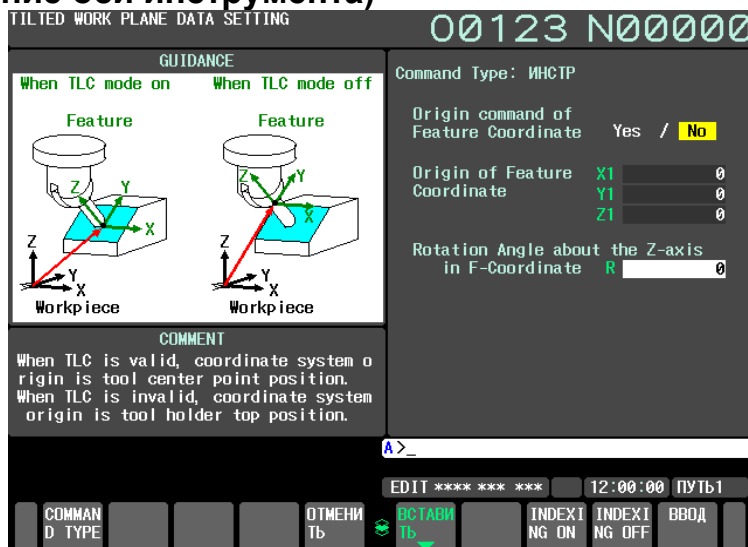 ние оси инструмента)
TILTED WORK PLANE DATA SETTING
O0123 N00000
GUIDANCE
When TLC mode on When TLC mode off
Feature Feature
Z Y X
Z Y X
Z Y X
Z Y X
Workpiece Workpiece
COMMENT
When TLC is valid, coordinate system o
rigin is tool center point position.
When TLC is invalid, coordinate system
origin is tool holder top position.
Command Type: ИНСТР
Origin command of
Feature Coordinate Yes / No
Origin of Feature X1 0
Coordinate Y1 0
Z1 0
Rotation Angle about the Z-axis
in F-Coordinate R 0
A>_
EDIT **** *** *** 12:00:00 ПУТЬ1
COMMAN
D TYPE
ОТМЕНИ
ТЬ
ВСТАВИ
ТЬ
INDEXI
NG ON
INDEXI
NG OFF
ВВОД